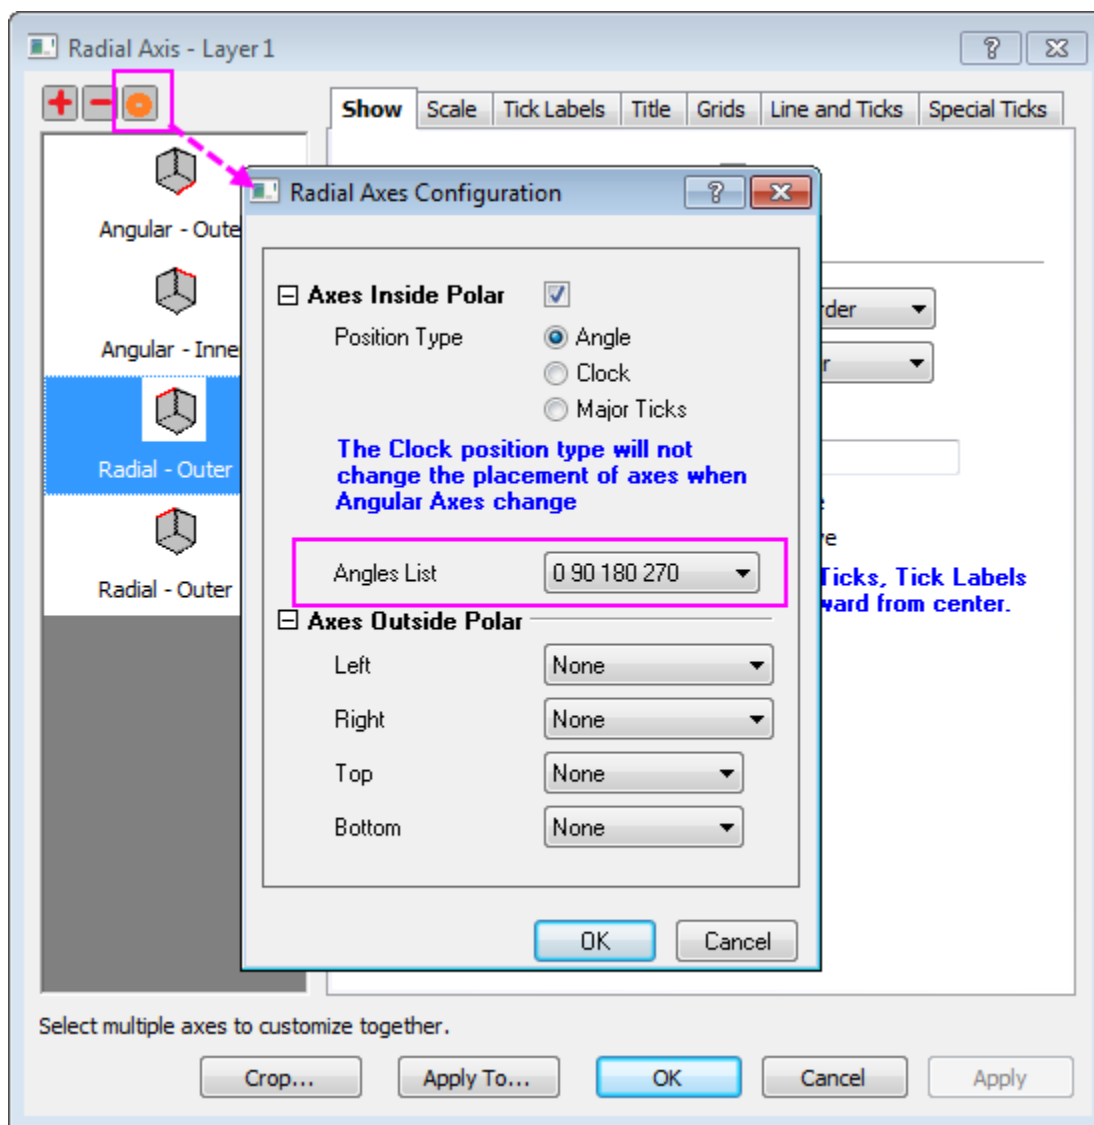 Radial Axis - Layer 1
Show Scale Tick Labels Title Grids Line and Ticks Special Ticks
Angular - Oute
Angular - Inne
Radial - Outer
Radial - Outer
Radial Axes Configuration
Axes Inside Polar
Position Type
Angle
Clock
Major Ticks
The Clock position type will not
change the placement of axes when
Angular Axes change
Angles List 0 90 180 270
Axes Outside Polar
Left None
Right None
Top None
Bottom None
OK Cancel
rder
r
e
Ticks, Tick Labels
ward from center.
Select multiple axes to customize together.
Crop... Apply To... OK Cancel Apply